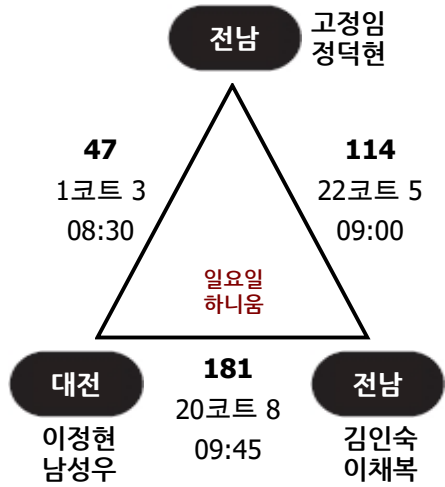 전남
고정임
정덕현
47
1코트 3
08:30
114
22코트 5
09:00
일요일
하니움
대전
이정현
남성우
181
20코트 8
09:45
전남
김인숙
이채복